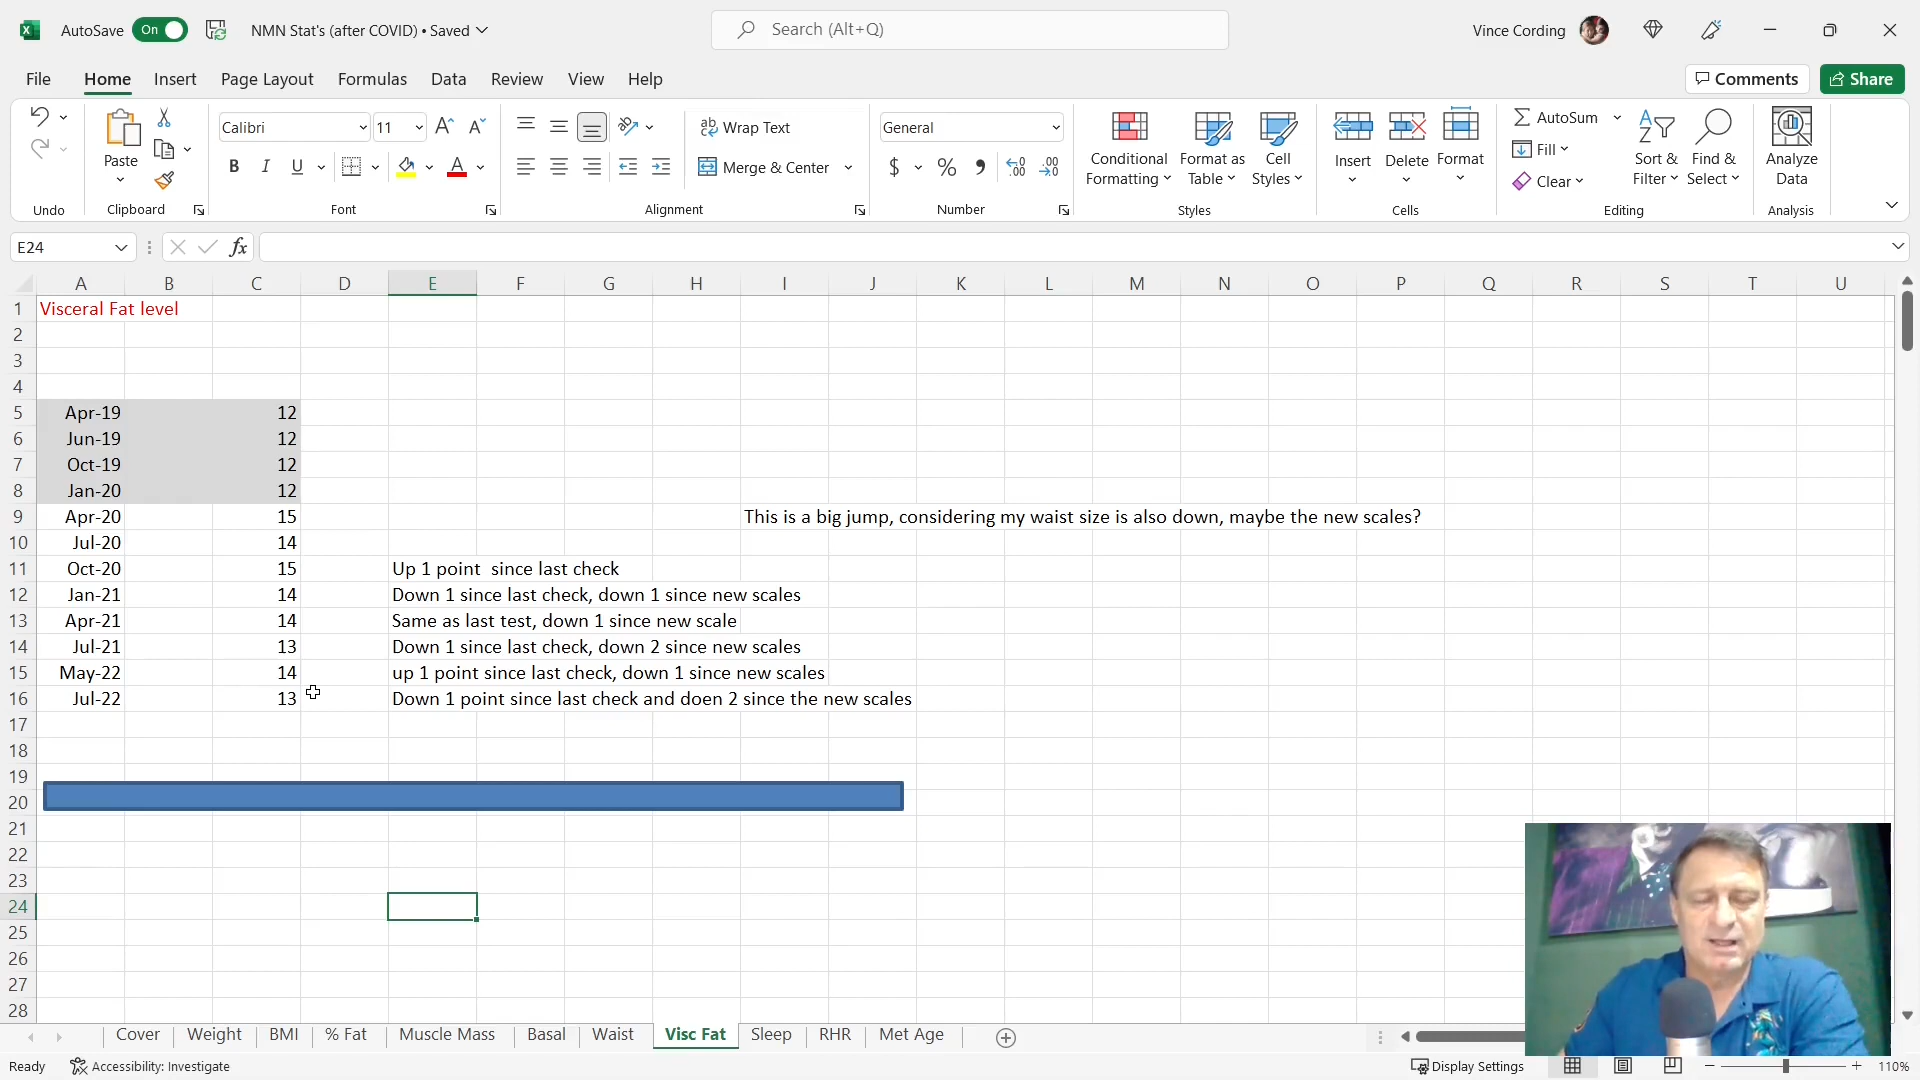 AutoSave On NMN Stat's (after COVID) • Saved Search (Alt+Q) Vince Cording
File Home Insert Page Layout Formulas Data Review View Help Comments Share
Calibri 11 Wrap Text General AutoSum
Paste B I U Merge & Center $ % Conditional Formatting Format as Table Cell Styles Insert Delete Format Fill Clear Sort & Filter Find & Select Analyze Data
Undo Clipboard Font Alignment Number Styles Cells Editing Analysis
E24 fx
A B C D E F G H I J K L M N O P Q R S T U
1 Visceral Fat level
2
3
4
5 Apr-19 12
6 Jun-19 12
7 Oct-19 12
8 Jan-20 12
9 Apr-20 15 This is a big jump, considering my waist size is also down, maybe the new scales?
10 Jul-20 14
11 Oct-20 15 Up 1 point  since last check
12 Jan-21 14 Down 1 since last check, down 1 since new scales
13 Apr-21 14 Same as last test, down 1 since new scale
14 Jul-21 13 Down 1 since last check, down 2 since new scales
15 May-22 14 up 1 point since last check, down 1 since new scales
16 Jul-22 13 Down 1 point since last check and doen 2 since the new scales
17
18
19
20
21
22
23
24
25
26
27
28
Cover Weight BMI % Fat Muscle Mass Basal Waist Visc Fat Sleep RHR Met Age
Ready Accessibility: Investigate Display Settings 110%